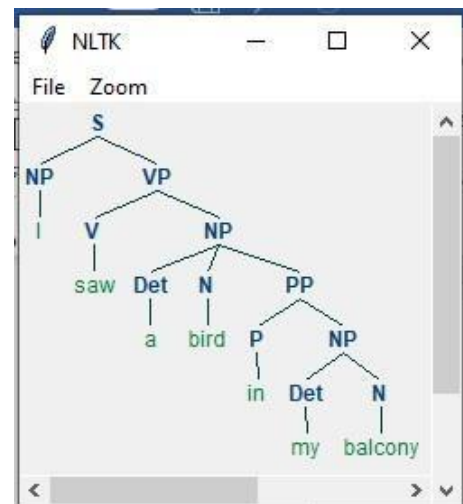 NLTK
File Zoom
S
NP VP
I V NP
saw Det N PP
a bird P NP
in Det N
my balcony